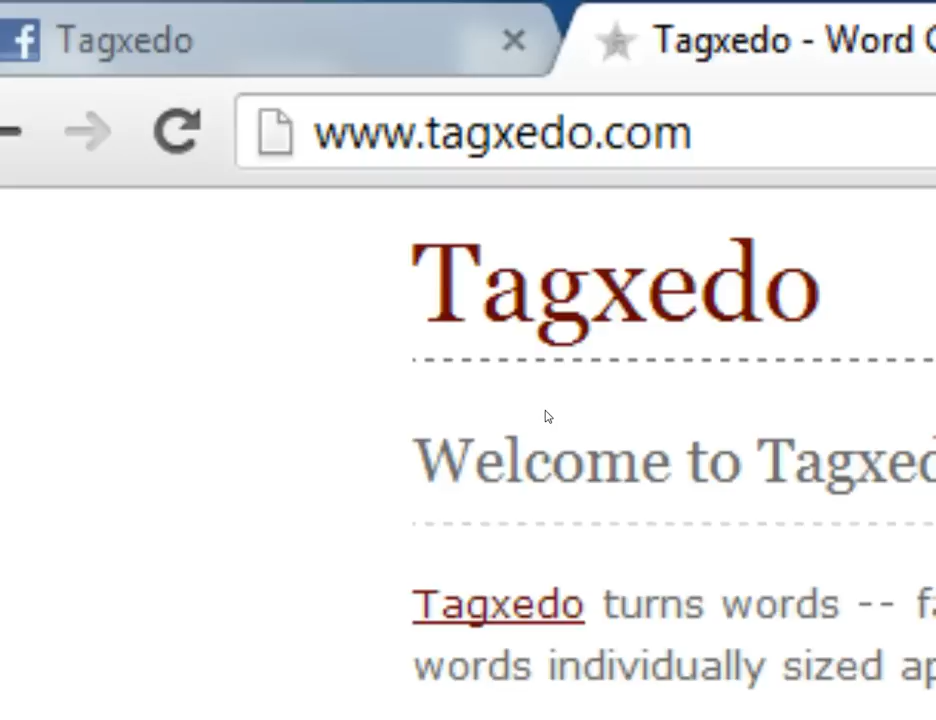 Tagxedo
Tagxedo - Word
www.tagxedo.com
Tagxedo
Welcome to
Tagxedo turns words --
words individually sized